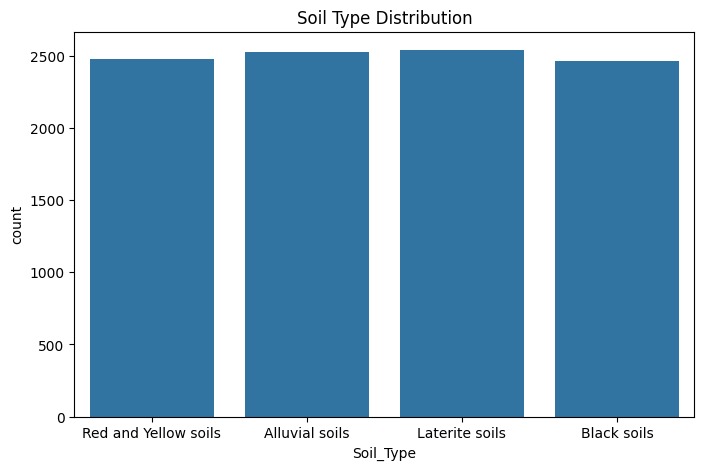 Soil Type Distribution
2500
2000
1500
1000
500
0
count
Red and Yellow soils Alluvial soils Laterite soils Black soils
Soil_Type